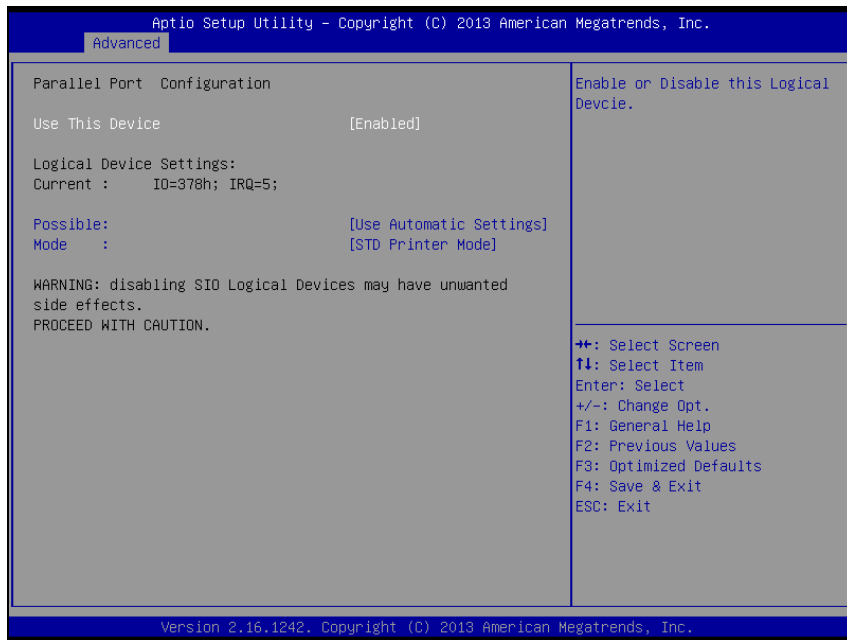 Aptio Setup Utility – Copyright (C) 2013 American Megatrends, Inc.
Advanced
Parallel Port Configuration
Use This Device [Enabled]
Logical Device Settings:
Current : IO=378h; IRQ=5;
Possible: [Use Automatic Settings]
Mode : [STD Printer Mode]
WARNING: disabling SIO Logical Devices may have unwanted
side effects.
PROCEED WITH CAUTION.
Enable or Disable this Logical
Devcie.
→←: Select Screen
↑↓: Select Item
Enter: Select
+/-: Change Opt.
F1: General Help
F2: Previous Values
F3: Optimized Defaults
F4: Save & Exit
ESC: Exit
Version 2.16.1242. Copyright (C) 2013 American Megatrends, Inc.